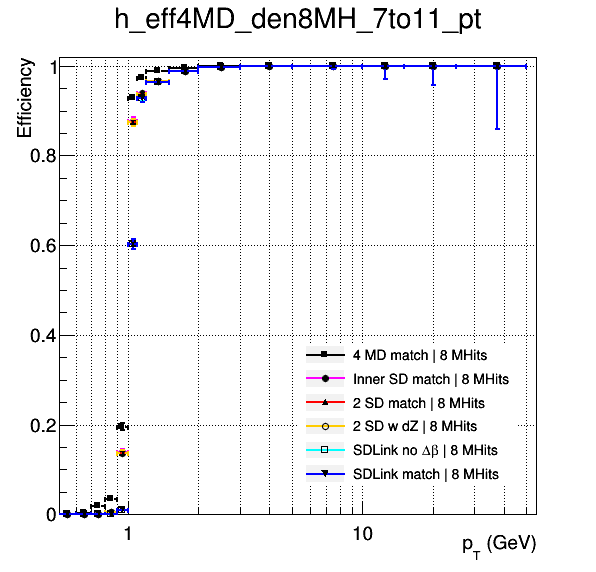 h_eff4MD_den8MH_7to11_pt
Efficiency
1
0.8
0.6
0.4
0.2
0
4 MD match | 8 MHits
Inner SD match | 8 MHits
2 SD match | 8 MHits
2 SD w dZ | 8 MHits
SDLink no Δβ | 8 MHits
SDLink match | 8 MHits
1
10
p_T (GeV)